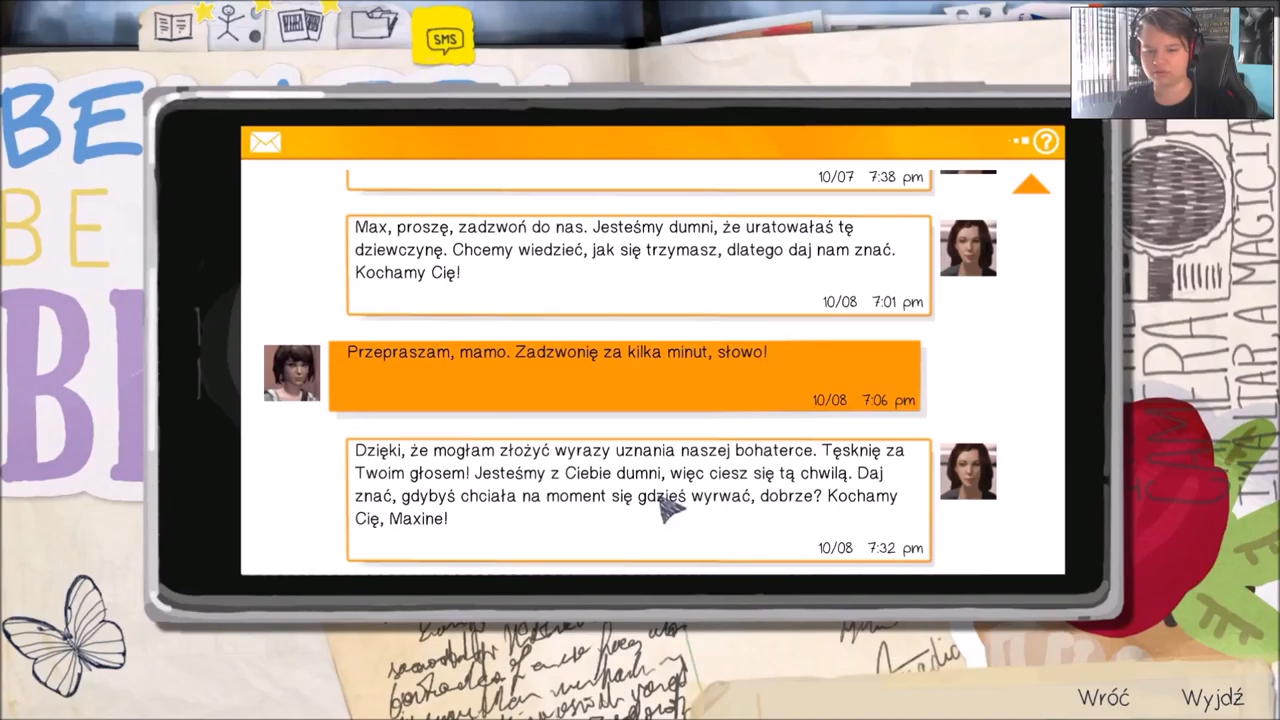 SMS
BE
BE
10/07 7:38 pm
Max, proszę, zadzwoń do nas. Jesteśmy dumni, że uratowałaś tę
dziewczynę. Chcemy wiedzieć, jak się trzymasz, dlatego daj nam znać.
Kochamy Cię!
10/08 7:01 pm
Przepraszam, mamo. Zadzwonię za kilka minut, słowo!
10/08 7:06 pm
Dzięki, że mogłam złożyć wyrazy uznania naszej bohaterce. Tęsknię za
Twoim głosem! Jesteśmy z Ciebie dumni, więc ciesz się tą chwilą. Daj
znać, gdybyś chciała na moment się gdzieś wyrwać, dobrze? Kochamy
Cię, Maxine!
10/08 7:32 pm
Wróć Wyjdź